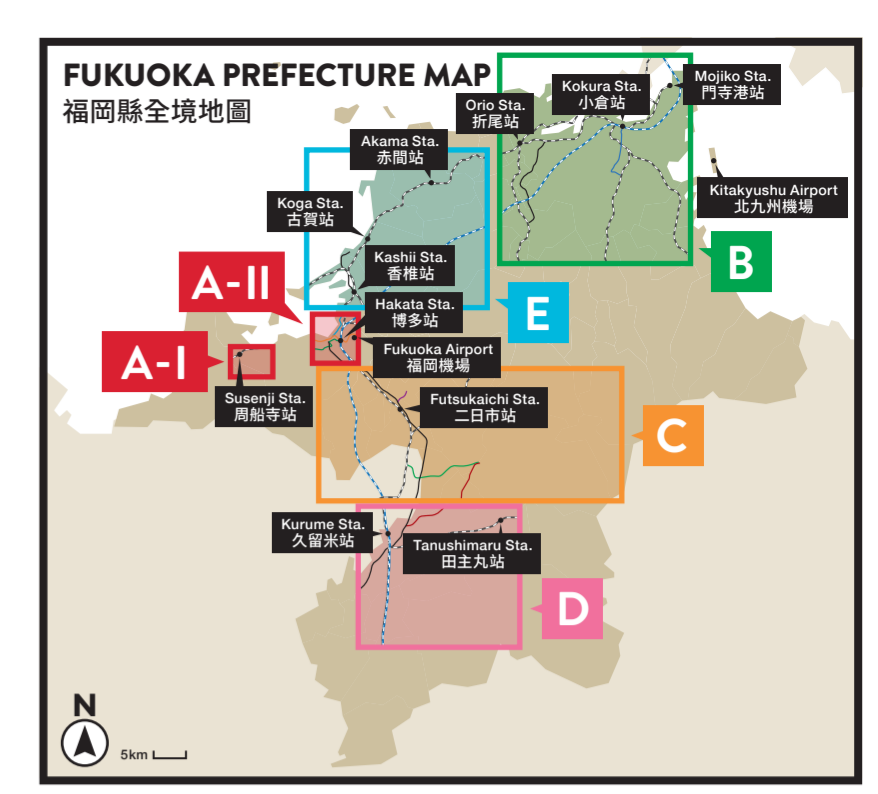 FUKUOKA PREFECTURE MAP
福岡縣全境地圖
Mojiko Sta.
門寺港站
Kokura Sta.
小倉站
Orio Sta.
折尾站
Akama Sta.
赤間站
Kitakyushu Airport
北九州機場
Koga Sta.
古賀站
B
Kashii Sta.
香椎站
A-II
Hakata Sta.
博多站
E
Fukuoka Airport
福岡機場
A-I
Susenji Sta.
周船寺站
Futsukaichi Sta.
二日市站
C
Kurume Sta.
久留米站
Tanushimaru Sta.
田主丸站
D
N
5km